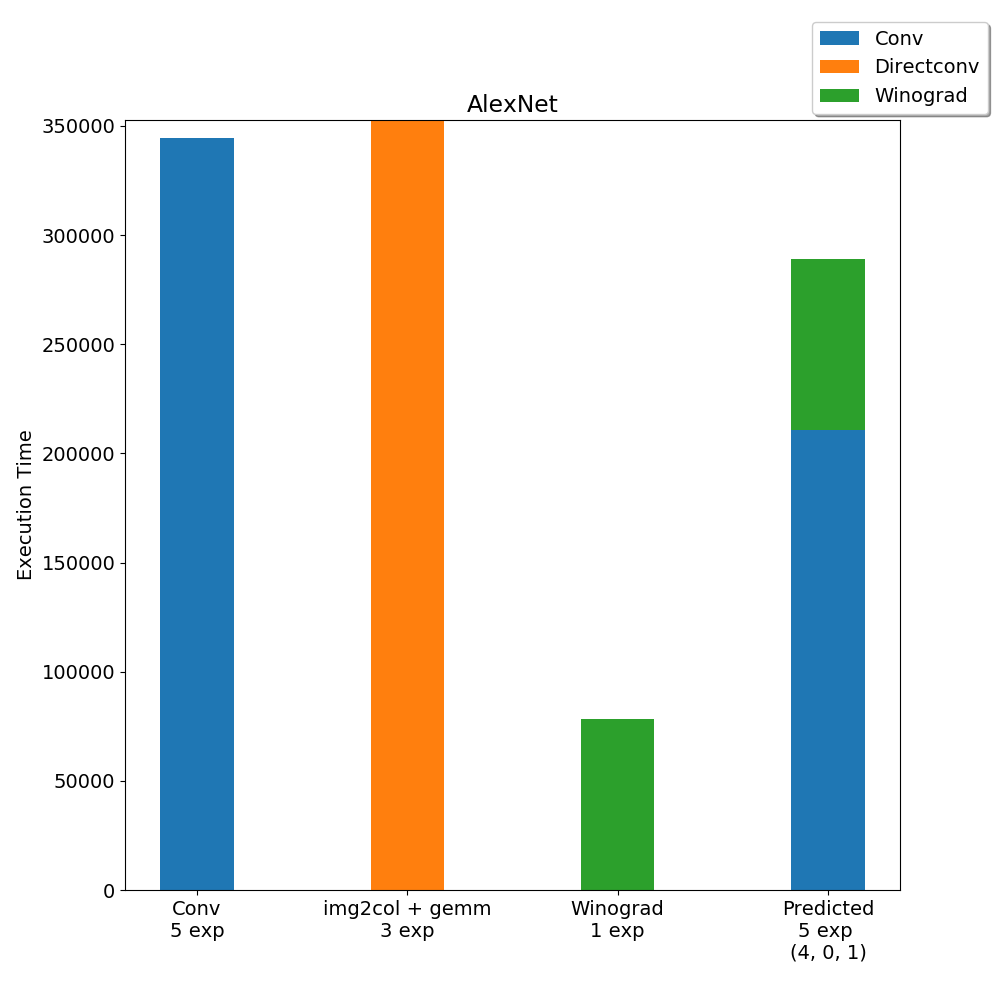 Conv
Directconv
Winograd
AlexNet
Execution Time
350000
300000
250000
200000
150000
100000
50000
0
Conv
5 exp
img2col + gemm
3 exp
Winograd
1 exp
Predicted
5 exp
(4, 0, 1)